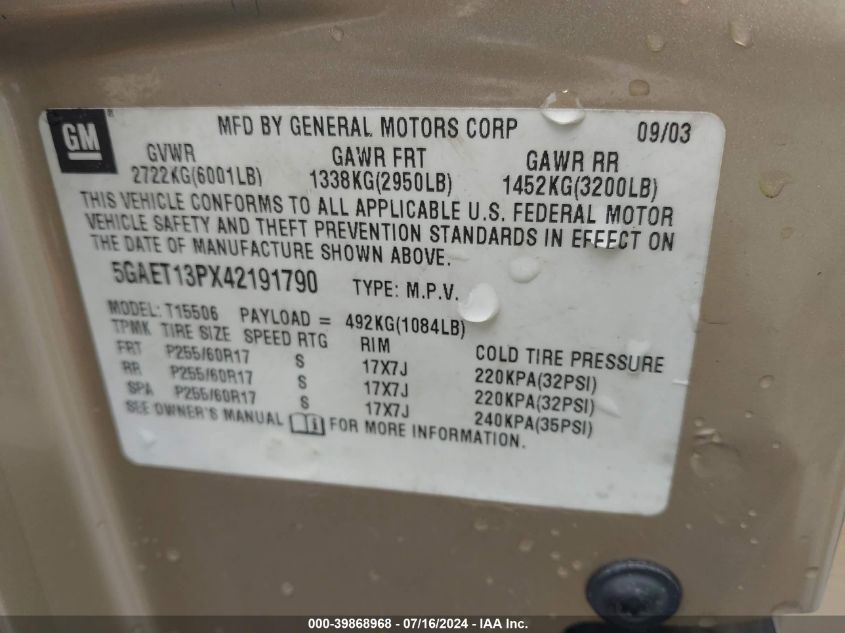 GM
MFD BY GENERAL MOTORS CORP 09/03
GVWR GAWR FRT GAWR RR
2722KG(6001LB) 1338KG(2950LB) 1452KG(3200LB)
THIS VEHICLE CONFORMS TO ALL APPLICABLE U.S. FEDERAL MOTOR
VEHICLE SAFETY AND THEFT PREVENTION STANDARDS IN EFFECT ON
THE DATE OF MANUFACTURE SHOWN ABOVE.
5GAET13PX42191790 TYPE: M.P.V.
MODEL: T15506 PAYLOAD = 492KG(1084LB)
TPMK TIRE SIZE SPEED RTG RIM COLD TIRE PRESSURE
FRT P255/60R17 S 17X7J 220KPA(32PSI)
RR P255/60R17 S 17X7J 220KPA(32PSI)
SPA P255/60R17 S 17X7J 240KPA(35PSI)
SEE OWNER'S MANUAL FOR MORE INFORMATION.
000-39868968 - 07/16/2024 - IAA Inc.